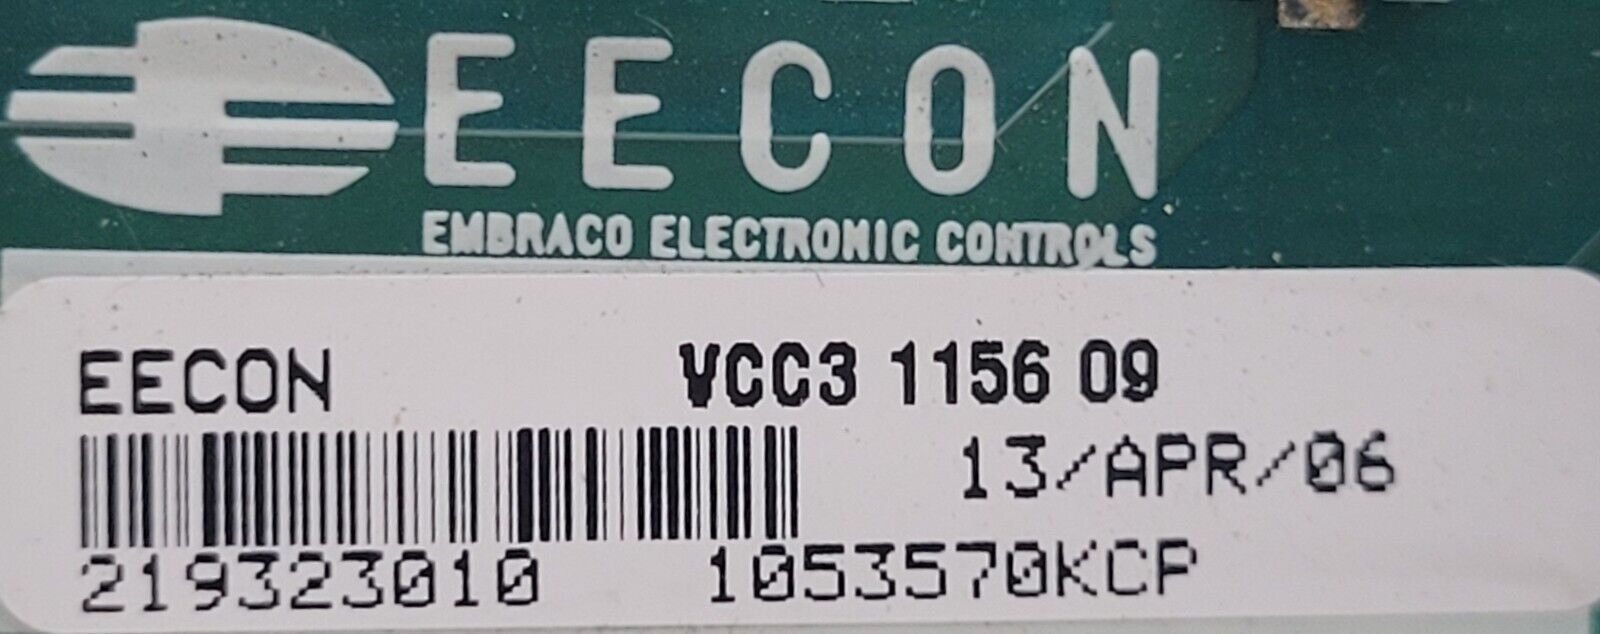 EECON
EMBRACO ELECTRONIC CONTROLS
EECON VCC3 1156 09
13/APR/06
219323010 1053570KCP